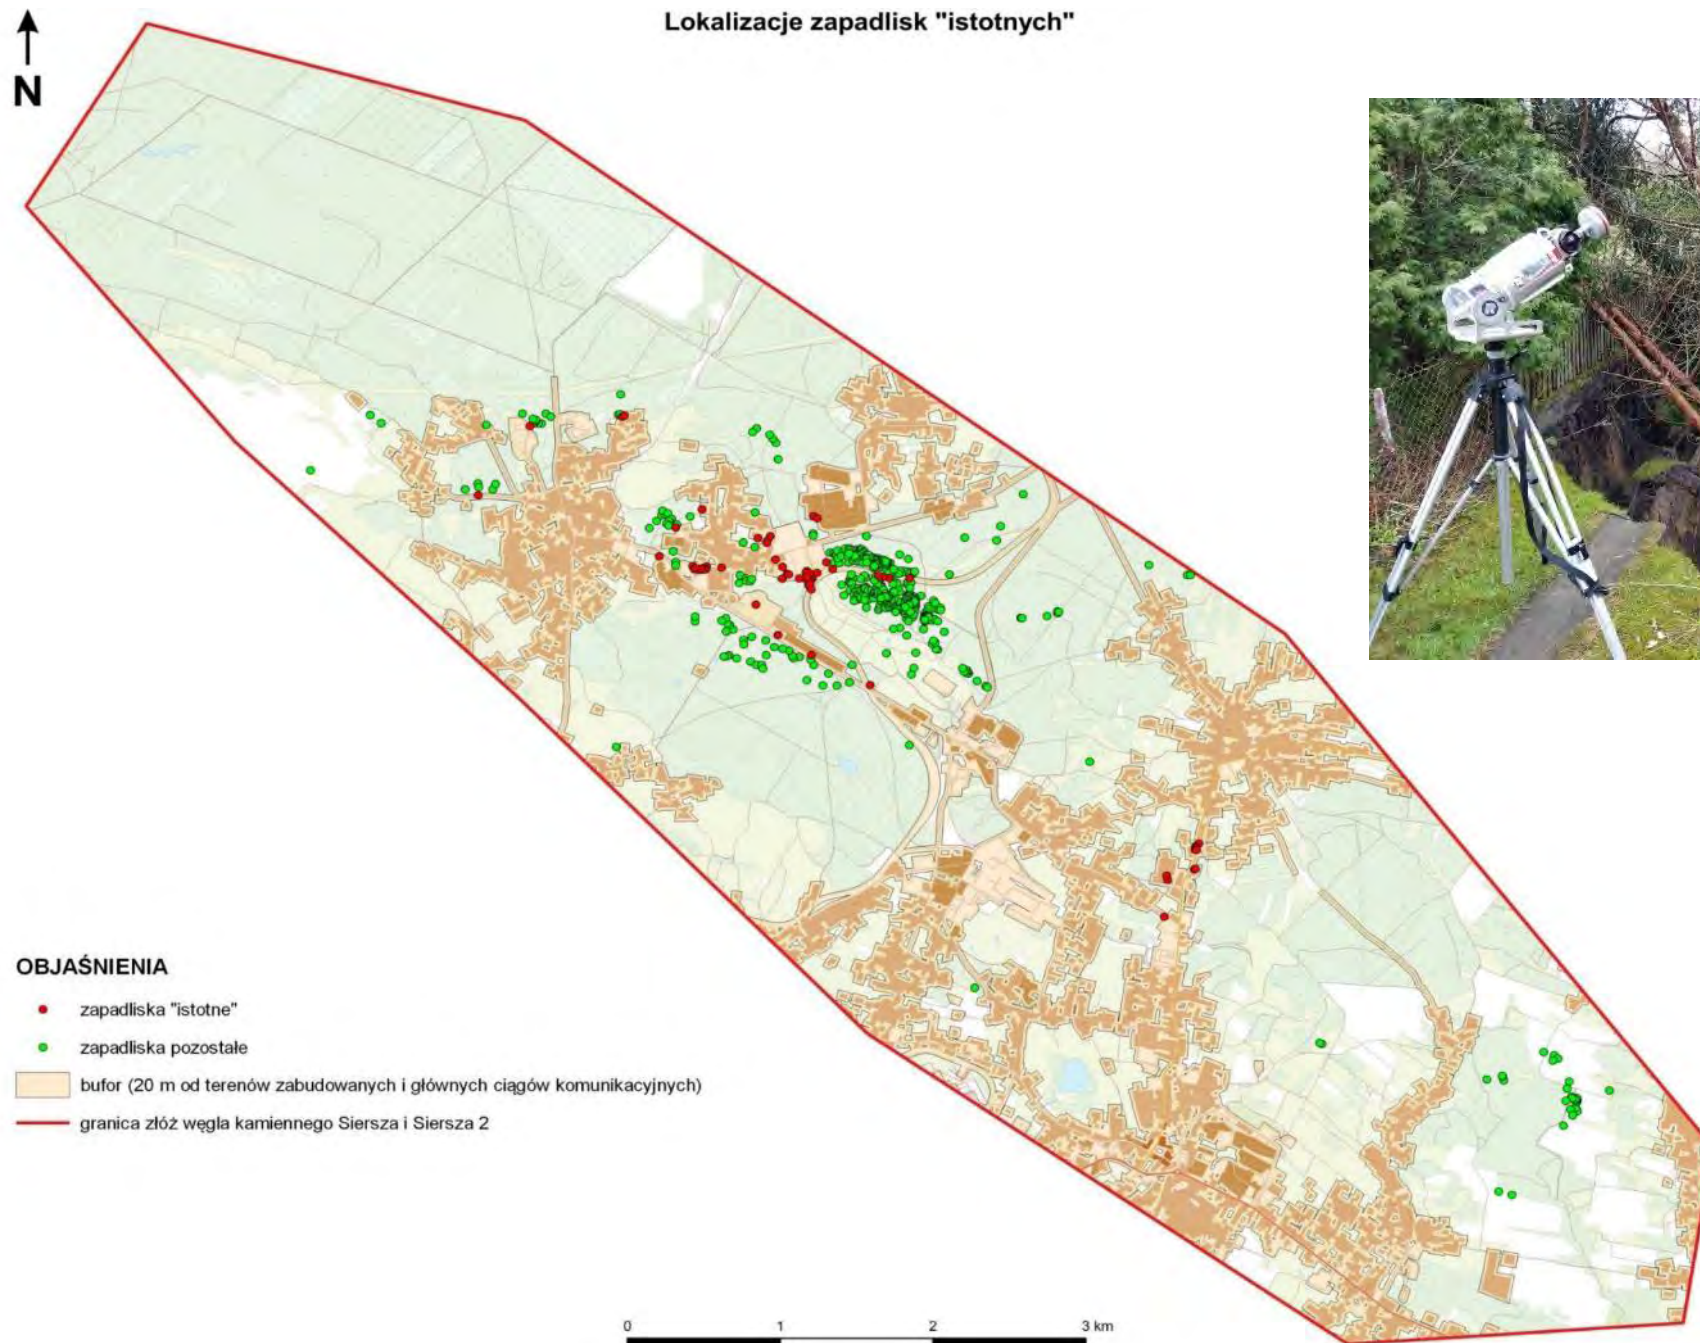 Lokalizacje zapadlisk "istotnych"
N
OBJAŚNIENIA
zapadliska "istotne"
zapadliska pozostałe
bufor (20 m od terenów zabudowanych i głównych ciągów komunikacyjnych)
granica złóż węgla kamiennego Siersza i Siersza 2
0 1 2 3 km